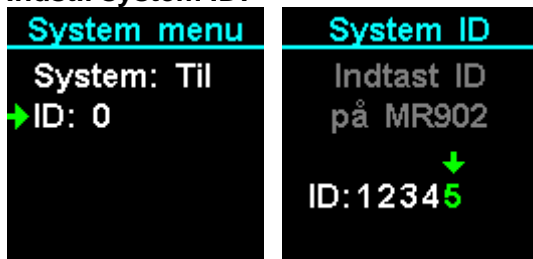 System menu
System: Til
ID: 0
System ID
Indtast ID
på MR902
ID:12345